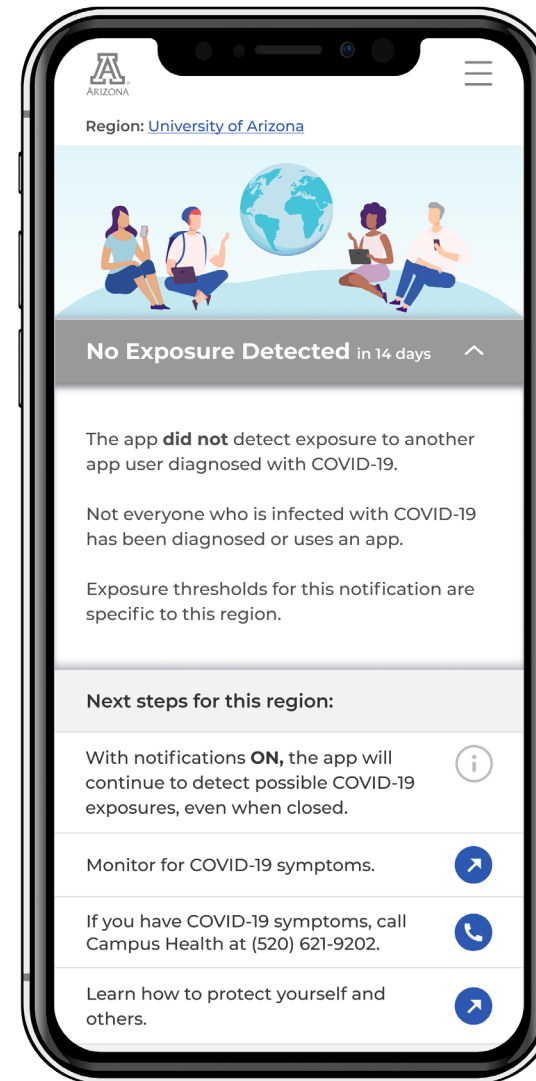 A
ARIZONA
Region: University of Arizona
No Exposure Detected in 14 days
The app did not detect exposure to another
app user diagnosed with COVID-19.
Not everyone who is infected with COVID-19
has been diagnosed or uses an app.
Exposure thresholds for this notification are
specific to this region.
Next steps for this region:
With notifications ON, the app will
continue to detect possible COVID-19
exposures, even when closed.
Monitor for COVID-19 symptoms.
If you have COVID-19 symptoms, call
Campus Health at (520) 621-9202.
Learn how to protect yourself and
others.